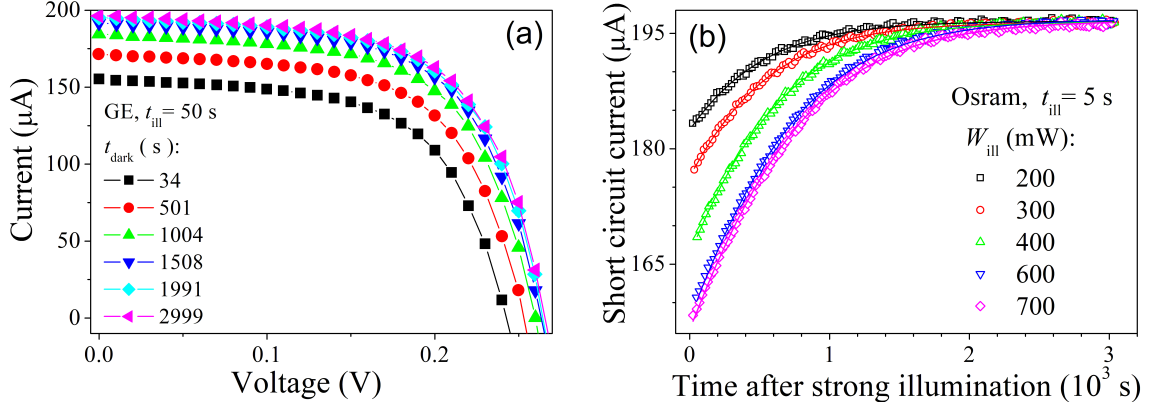 (a)
Current (μA)
200
150
100
50
0
GE, t_ill = 50 s
t_dark ( s ):
34
501
1004
1508
1991
2999
0.0
0.1
0.2
Voltage (V)
(b)
Short circuit current (μA)
195
180
165
Osram, t_ill = 5 s
W_ill (mW):
200
300
400
600
700
0
1
2
3
Time after strong illumination (10³ s)